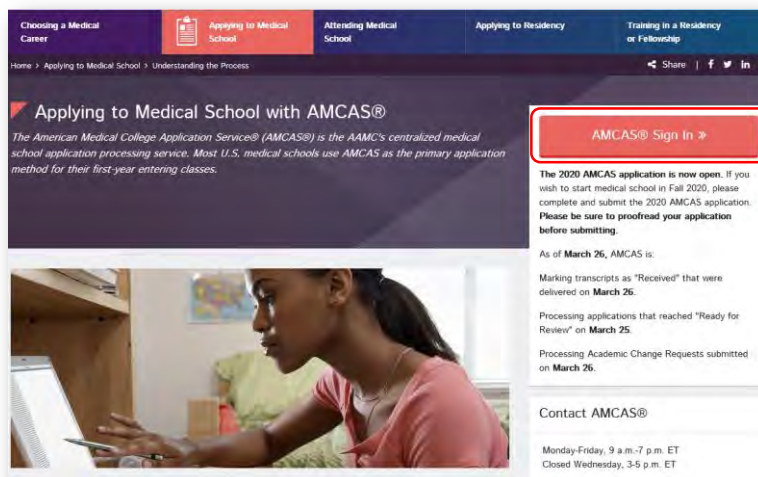 Choosing a Medical
Career
Applying to Medical
School
Attending Medical
School
Applying to Residency
Training in a Residency
or Fellowship
Home > Applying to Medical School > Understanding the Process
Share | f in
Applying to Medical School with AMCAS®
The American Medical College Application Service® (AMCAS®) is the AAMC's centralized medical
school application processing service. Most U.S. medical schools use AMCAS as the primary application
method for their first-year entering classes.
AMCAS® Sign In »
The 2020 AMCAS application is now open. If you
wish to start medical school in Fall 2020, please
complete and submit the 2020 AMCAS application.
Please be sure to proofread your application
before submitting.
As of March 26, AMCAS is:
Marking transcripts as "Received" that were
delivered on March 26.
Processing applications that reached "Ready for
Review" on March 25.
Processing Academic Change Requests submitted
on March 26.
Contact AMCAS®
Monday-Friday, 9 a.m.-7 p.m. ET
Closed Wednesday, 3-5 p.m. ET